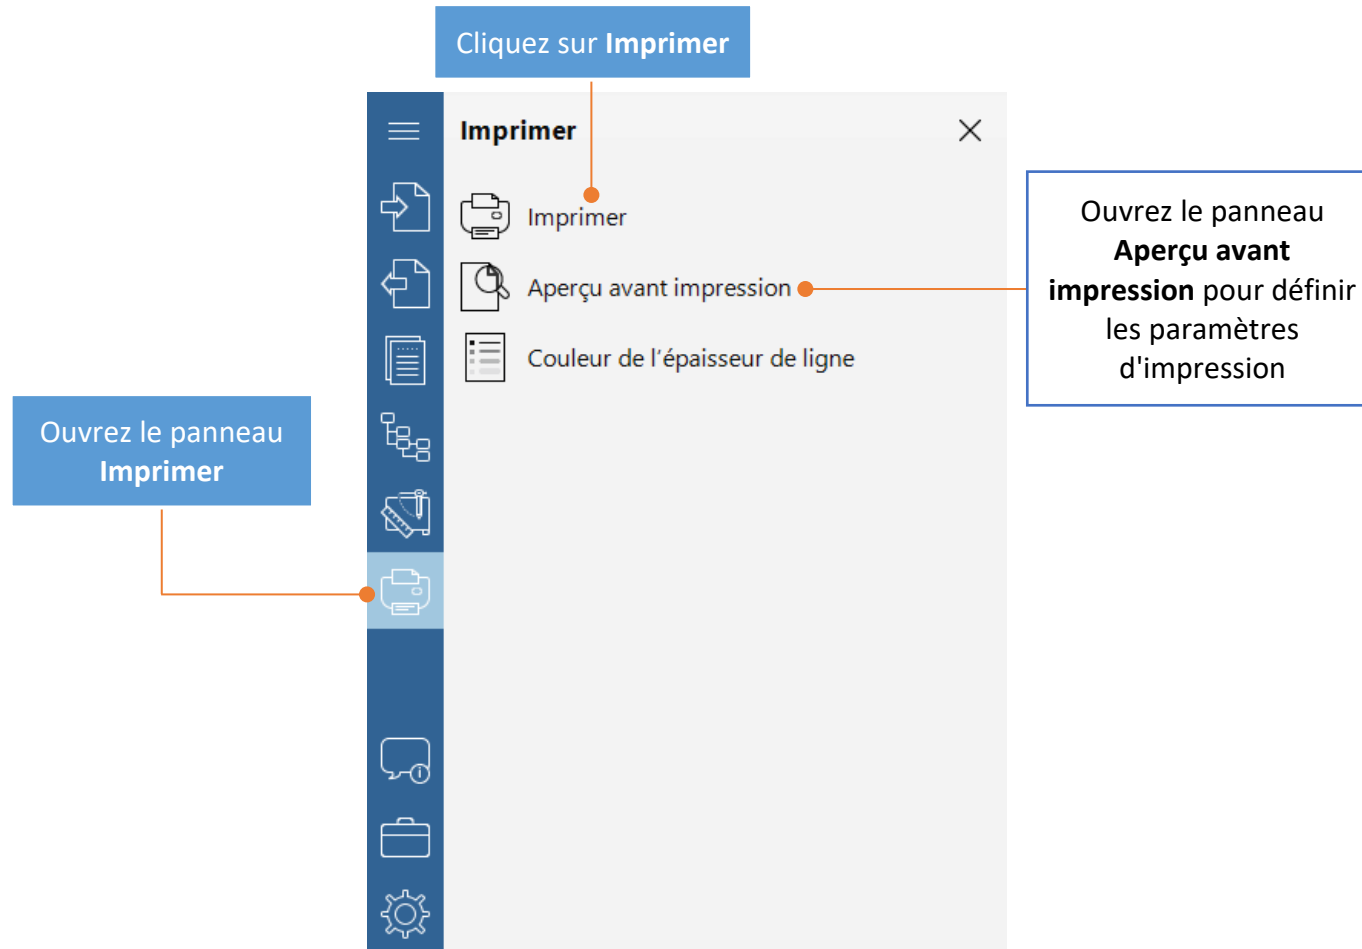 Cliquez sur Imprimer
Imprimer
Imprimer
Aperçu avant impression
Couleur de l’épaisseur de ligne
Ouvrez le panneau
Aperçu avant
impression pour définir
les paramètres
d'impression
Ouvrez le panneau
Imprimer